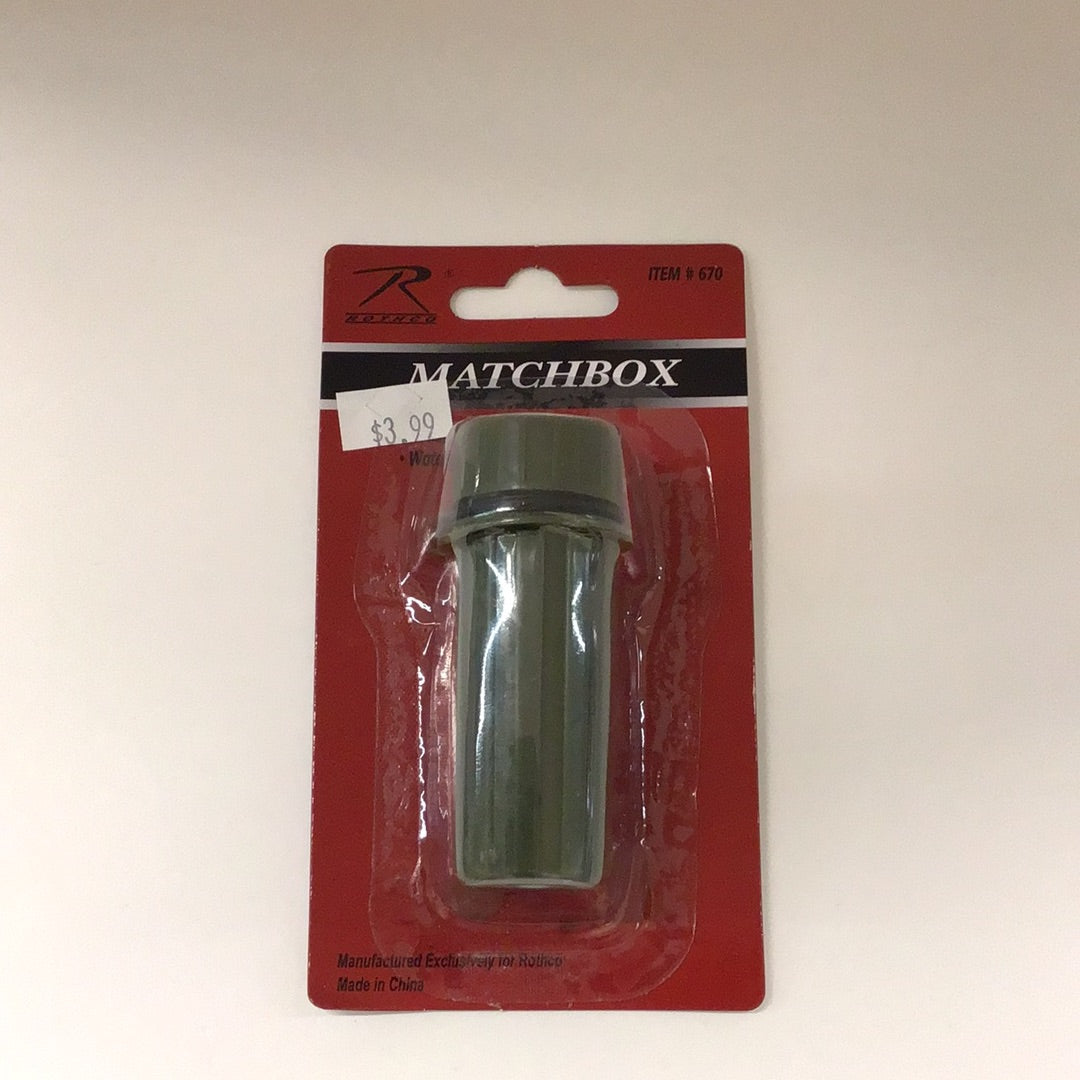 R®
ROTHCO
ITEM # 670
MATCHBOX
$3.99
Manufactured Exclusively for Rothco
Made in China